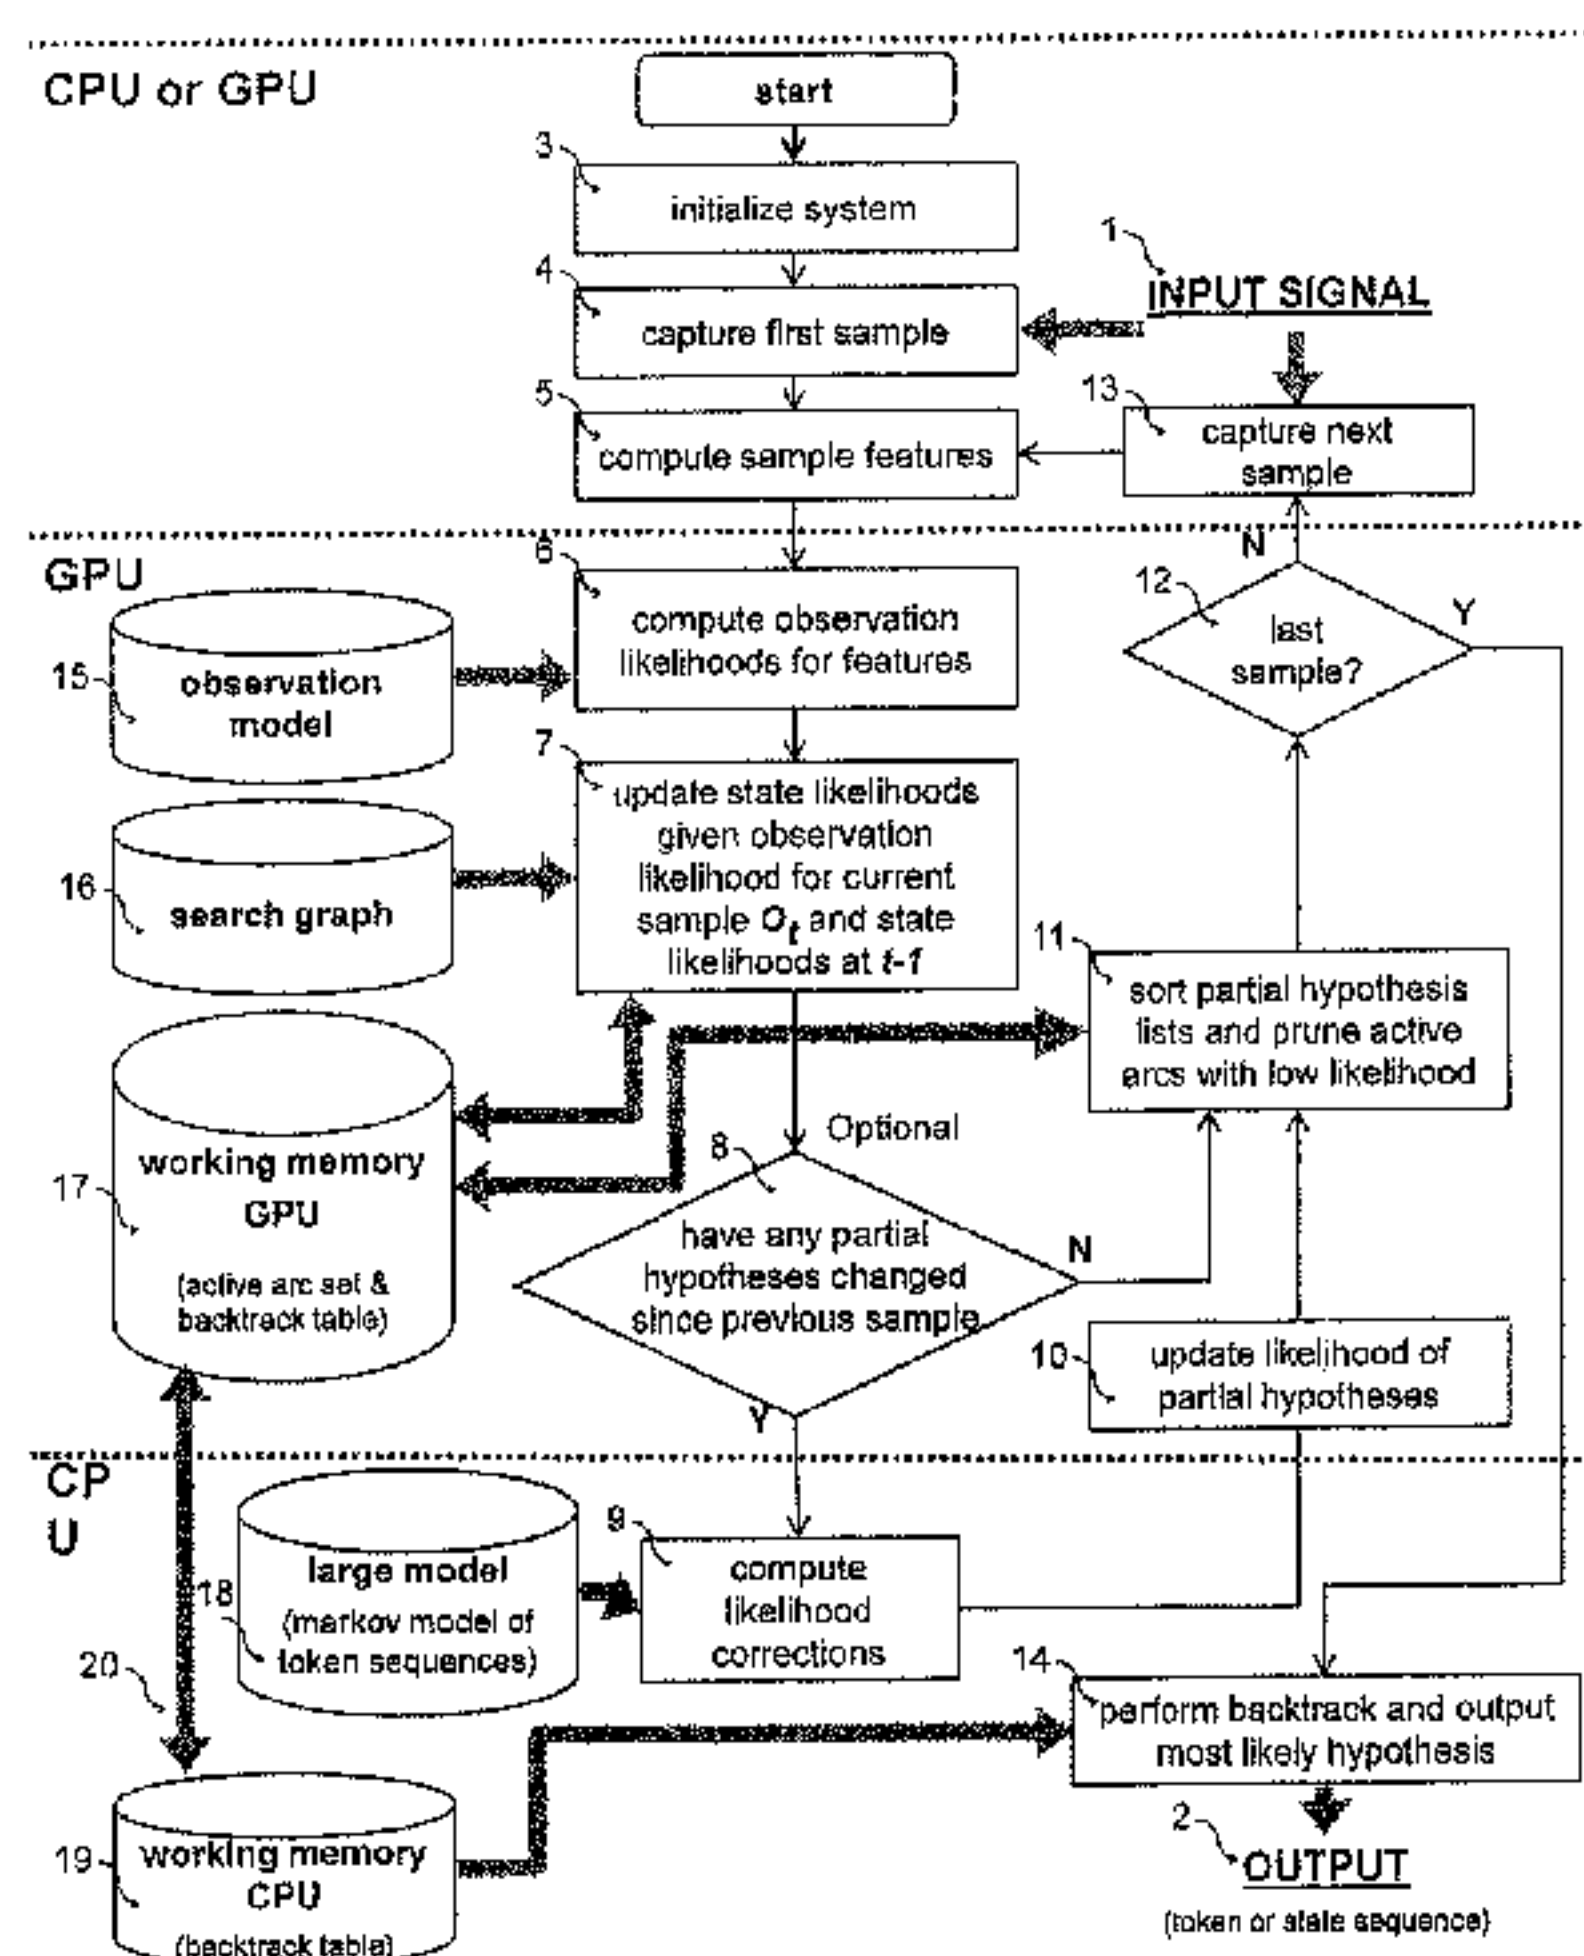 CPU or GPU
start
3
initialize system
1
INPUT SIGNAL
4
capture first sample
13
capture next
sample
5
compute sample features
GPU
6
compute observation
likelihoods for features
N
12
last
sample?
Y
15
observation
model
7
update state likelihoods
given observation
likelihood for current
sample Ot and state
likelihoods at t-1
16
search graph
11
sort partial hypothesis
lists and prune active
arcs with low likelihood
17
working memory
GPU
(active arc set &
backtrack table)
Optional
8
have any partial
hypotheses changed
since previous sample
N
Y
10
update likelihood of
partial hypotheses
CP
U
18
large model
(markov model of
token sequences)
9
compute
likelihood
corrections
20
14
perform backtrack and output
most likely hypothesis
19
working memory
CPU
(backtrack table)
2
OUTPUT
(token or state sequence)